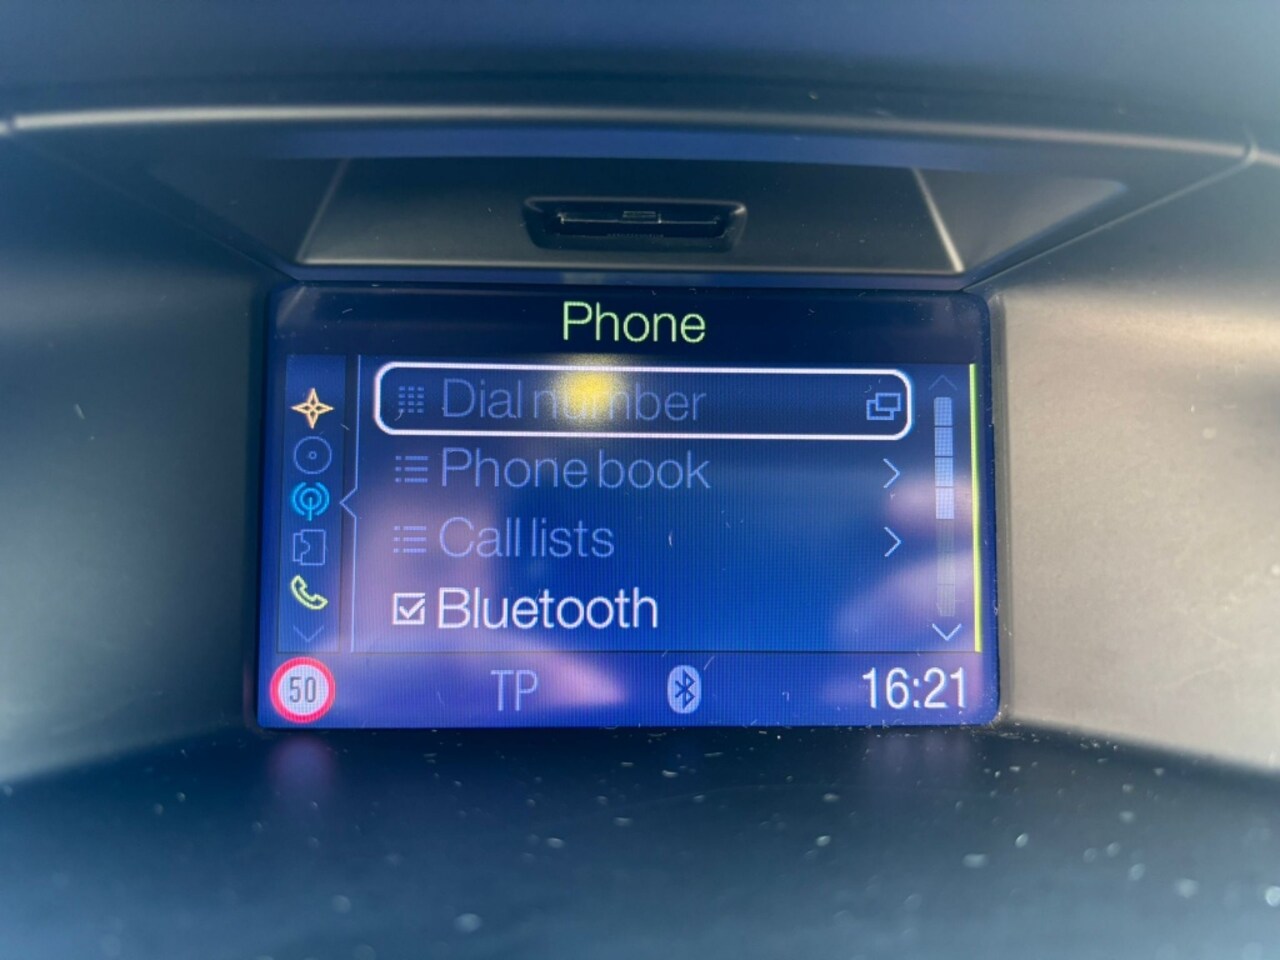 Phone
Dial number
Phone book
Call lists
Bluetooth
50 TP 16:21